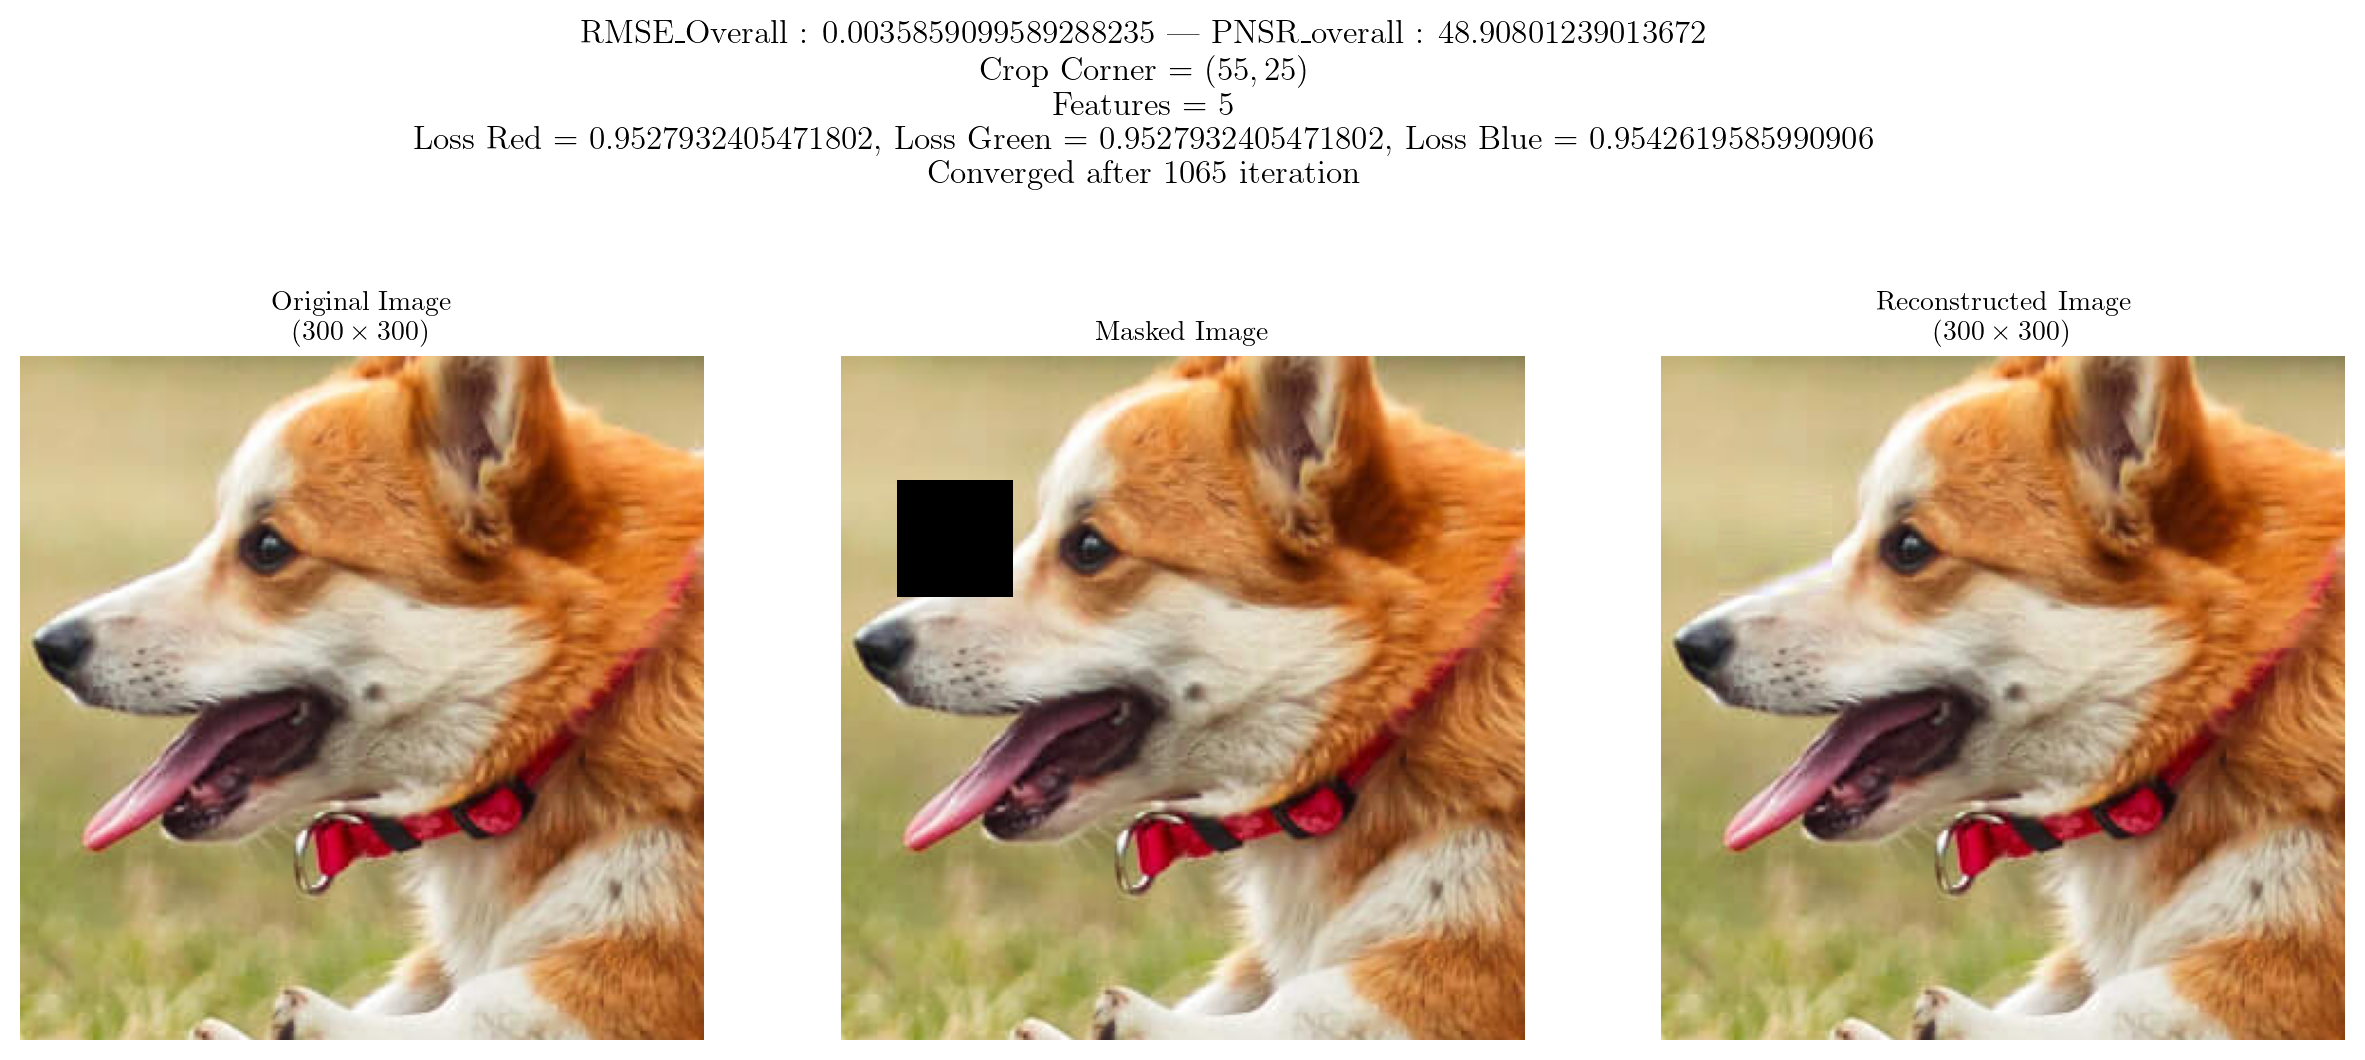 RMSE_Overall : 0.0035859099589288235 — PNSR_overall : 48.90801239013672
Crop Corner = (55, 25)
Features = 5
Loss Red = 0.9527932405471802, Loss Green = 0.9527932405471802, Loss Blue = 0.9542619585990906
Converged after 1065 iteration
Original Image
(300 × 300)
Masked Image
Reconstructed Image
(300 × 300)